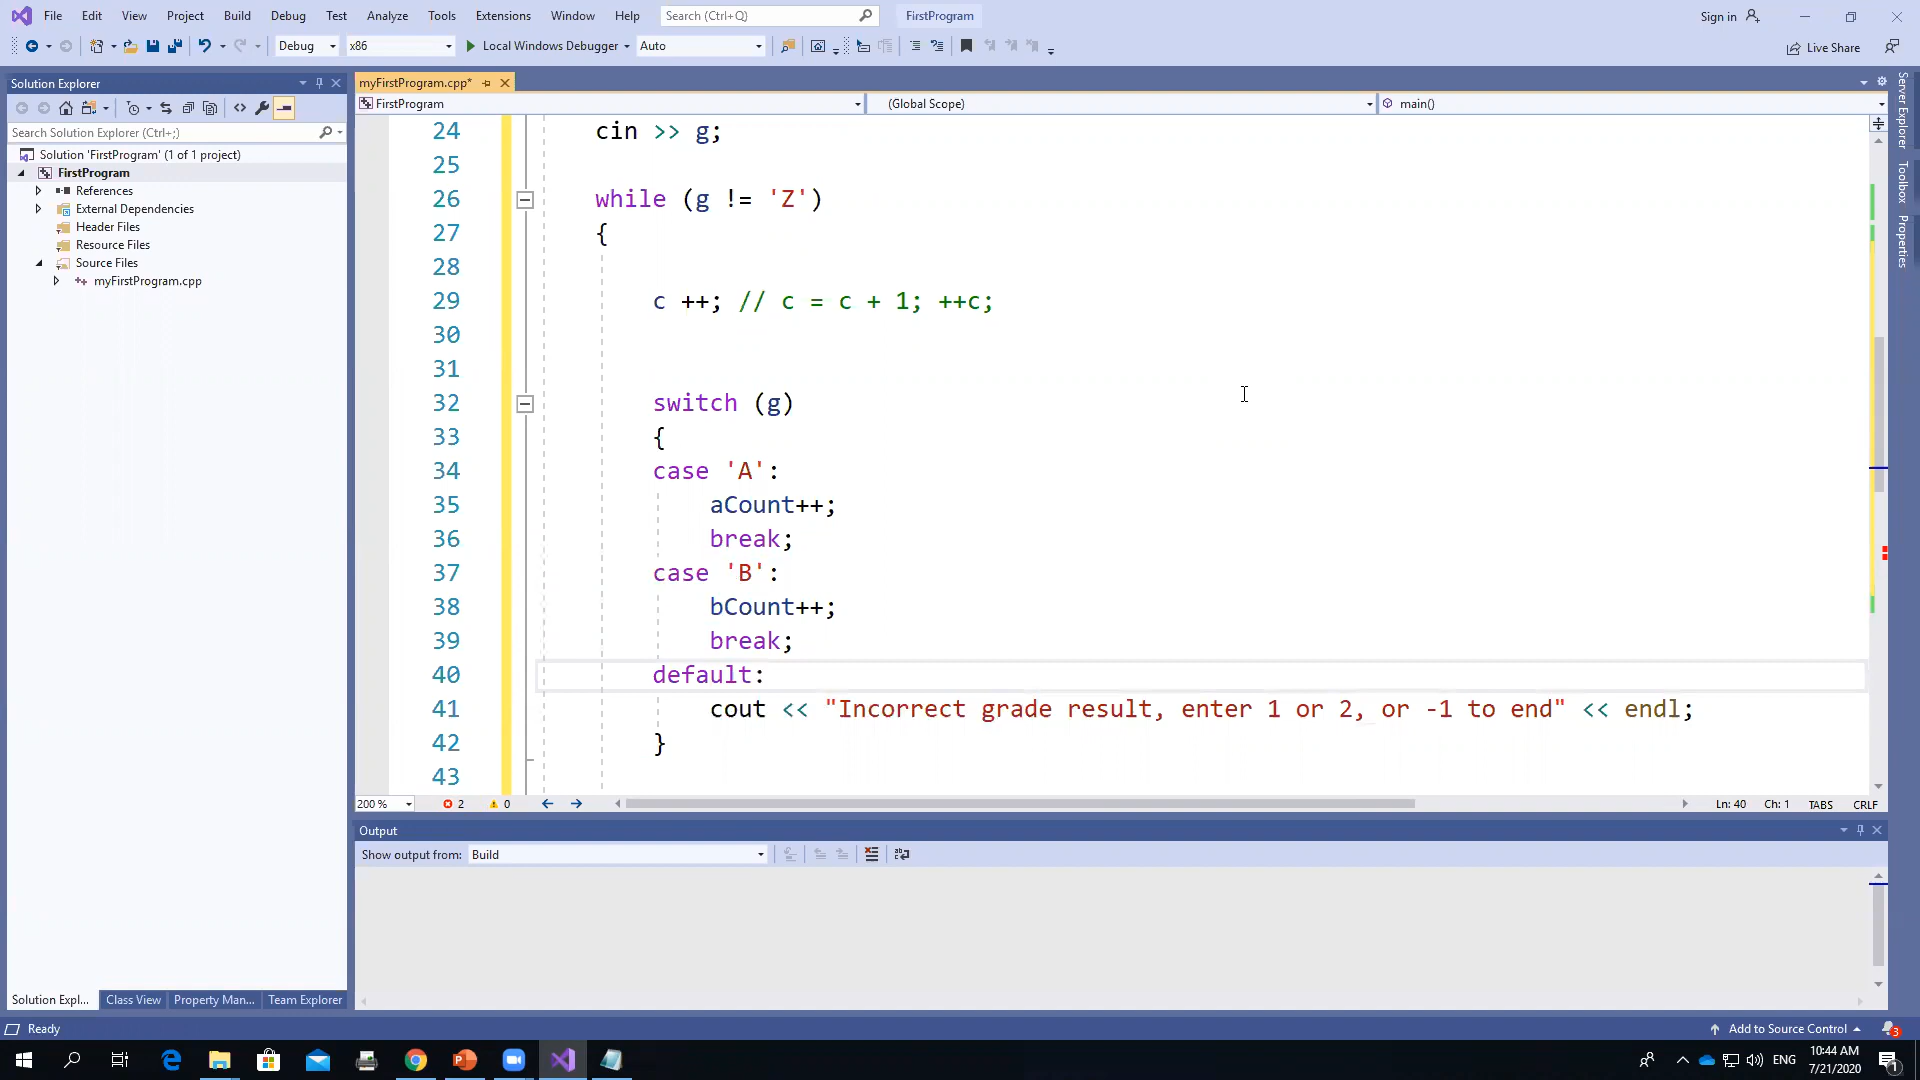 File Edit View Project Build Debug Test Analyze Tools Extensions Window Help Search (Ctrl+Q) FirstProgram Sign in
Debug x86 Local Windows Debugger Auto Live Share
Solution Explorer
Search Solution Explorer (Ctrl+;)
Solution 'FirstProgram' (1 of 1 project)
FirstProgram
References
External Dependencies
Header Files
Resource Files
Source Files
myFirstProgram.cpp
Solution Expl... Class View Property Man... Team Explorer
myFirstProgram.cpp*
FirstProgram (Global Scope) main()
24 cin >> g;
25
26 while (g != 'Z')
27 {
28
29 c ++; // c = c + 1; ++c;
30
31
32 switch (g)
33 {
34 case 'A':
35 aCount++;
36 break;
37 case 'B':
38 bCount++;
39 break;
40 default:
41 cout << "Incorrect grade result, enter 1 or 2, or -1 to end" << endl;
42 }
43
200 % 2 0 Ln: 40 Ch: 1 TABS CRLF
Output
Show output from: Build
Server Explorer
Toolbox
Properties
Ready Add to Source Control 3
ENG 10:44 AM
7/21/2020
1